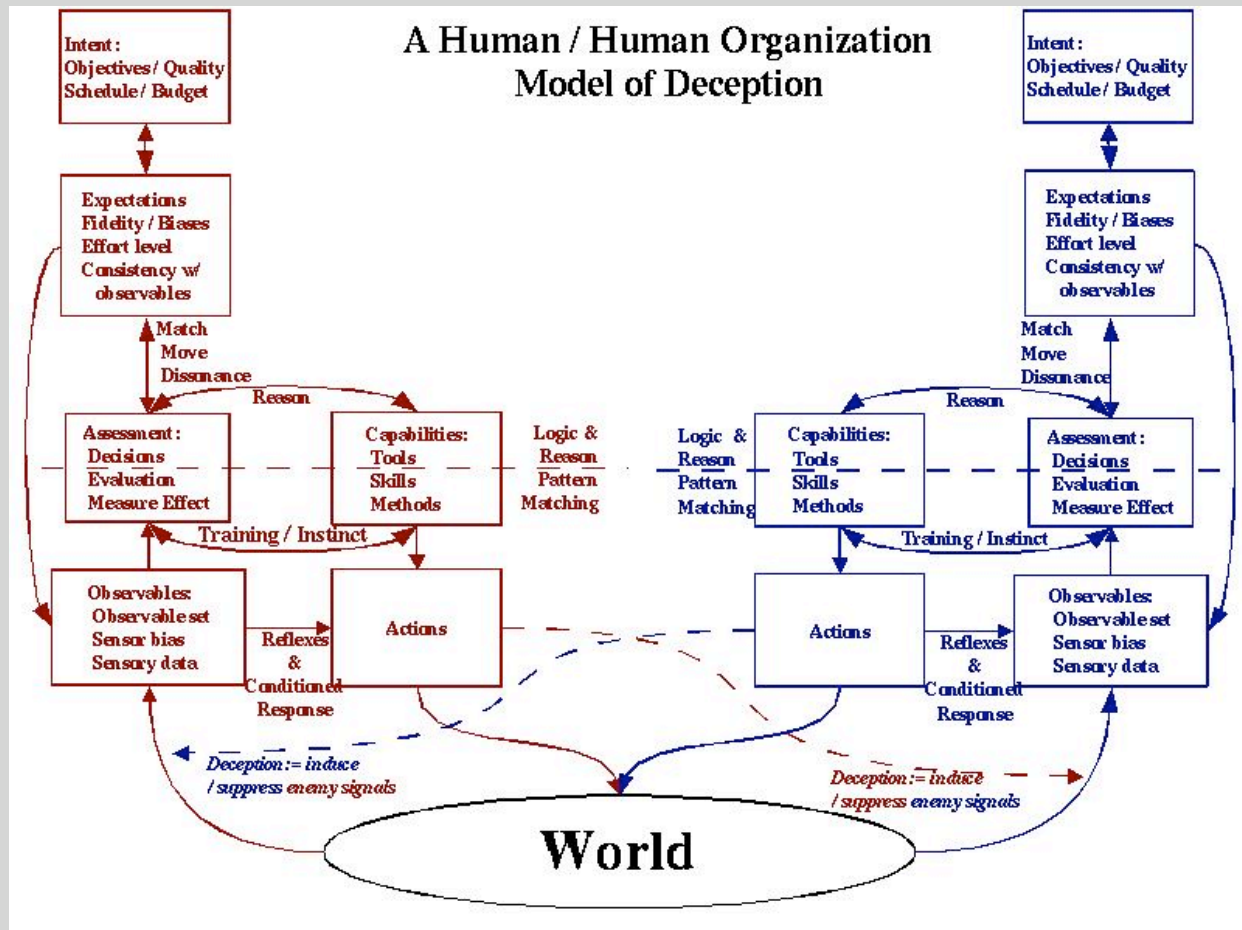 A Human / Human Organization
Model of Deception
Intent :
Objectives / Quality
Schedule / Budget
Expectations
Fidelity / Biases
Effort level
Consistency w/
observables
Match
Move
Dissonance
Reason
Assessment :
Decisions
Evaluation
Measure Effect
Capabilities:
Tools
Skills
Methods
Logic &
Reason
Pattern
Matching
Training / Instinct
Observables:
Observable set
Sensor bias
Sensory data
Reflexes
&
Conditioned
Response
Actions
Deception := induce
/ suppress enemy signals
Intent :
Objectives / Quality
Schedule / Budget
Expectations
Fidelity / Biases
Effort level
Consistency w/
observables
Match
Move
Dissonance
Reason
Logic &
Reason
Pattern
Matching
Capabilities:
Tools
Skills
Methods
Assessment :
Decisions
Evaluation
Measure Effect
Training / Instinct
Actions
Reflexes
&
Conditioned
Response
Observables:
Observable set
Sensor bias
Sensory data
Deception := induce
/ suppress enemy signals
World